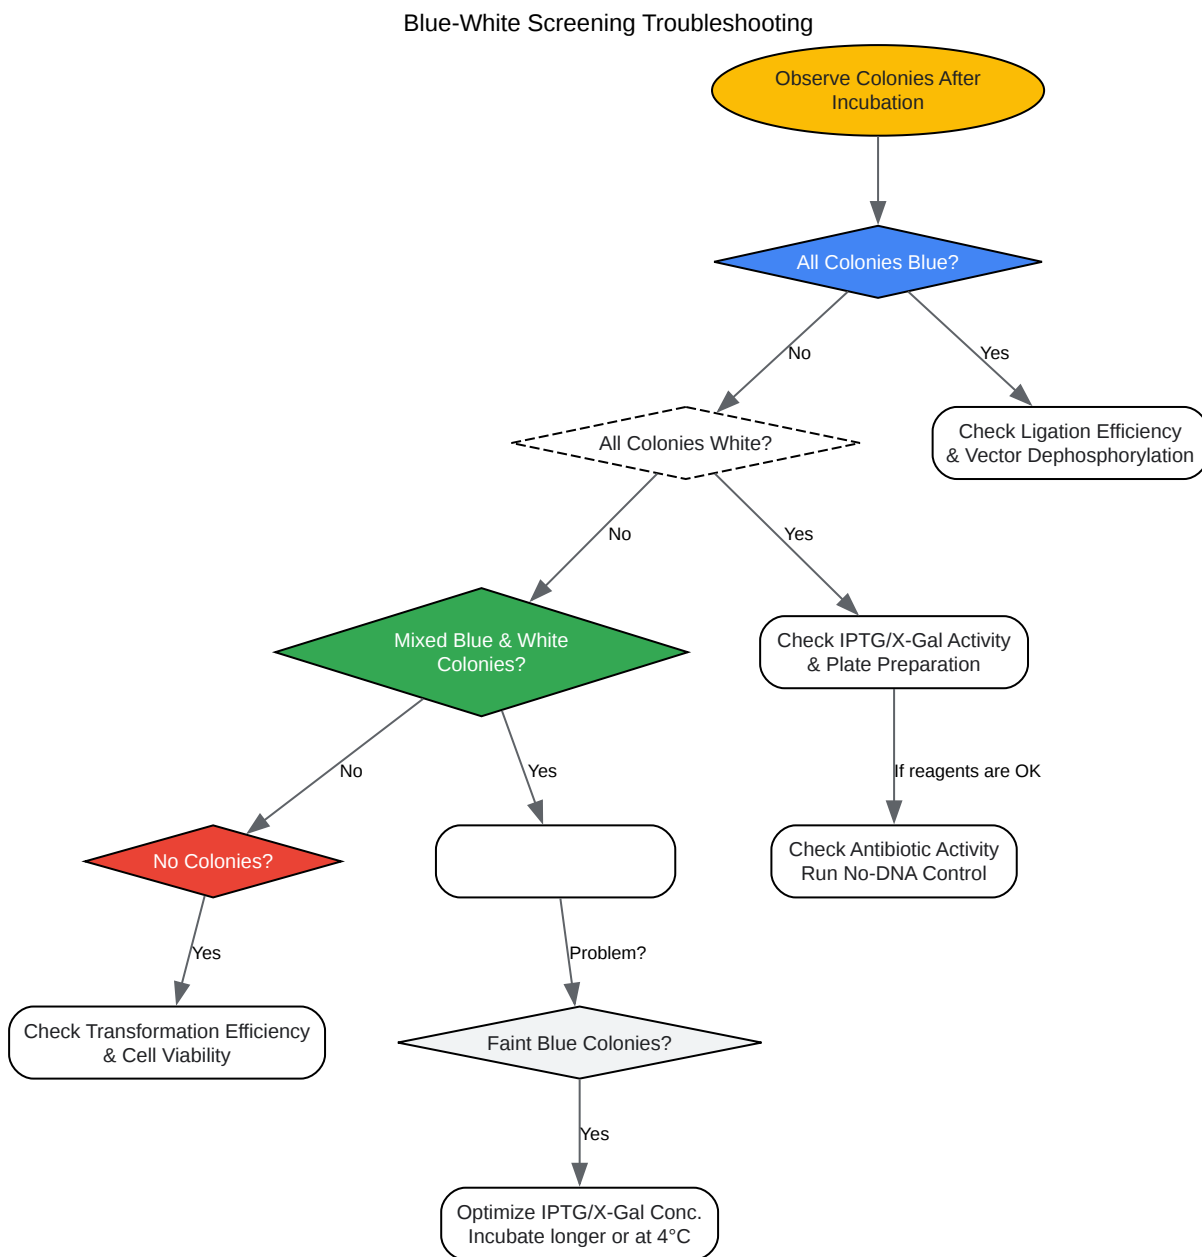 Blue-White Screening Troubleshooting
Observe Colonies After
Incubation
All Colonies Blue?
No
Yes
All Colonies White?
Check Ligation Efficiency
& Vector Dephosphorylation
No
Yes
Mixed Blue & White
Colonies?
Check IPTG/X-Gal Activity
& Plate Preparation
No
Yes
If reagents are OK
No Colonies?
Check Antibiotic Activity
Run No-DNA Control
Yes
Problem?
Check Transformation Efficiency
& Cell Viability
Faint Blue Colonies?
Yes
Optimize IPTG/X-Gal Conc.
Incubate longer or at 4°C